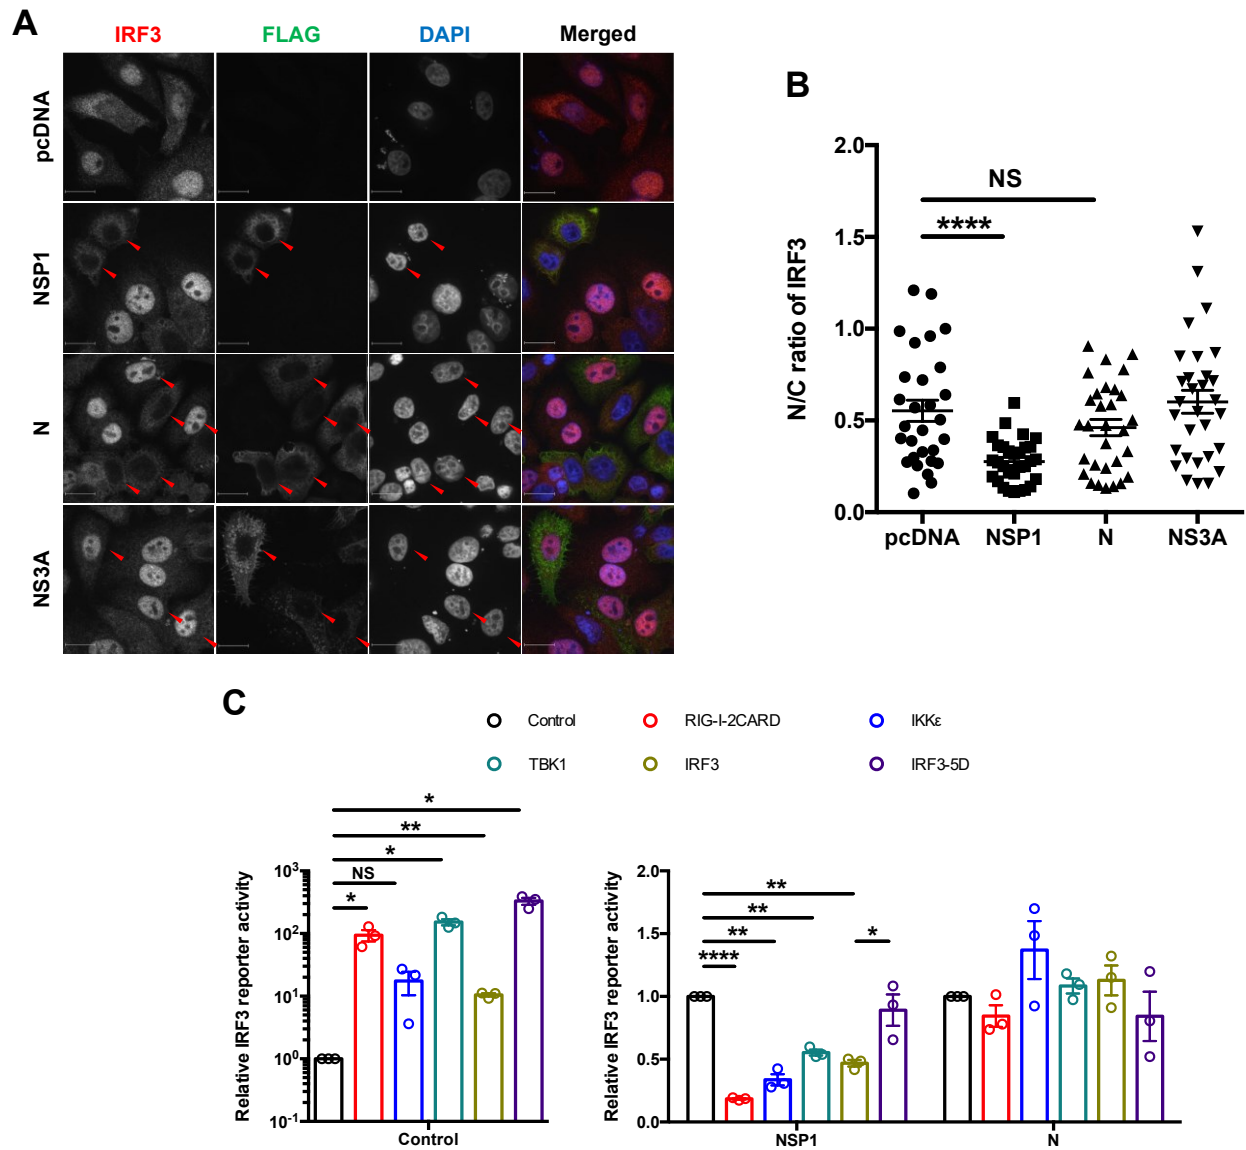 A
IRF3 FLAG DAPI Merged
pcDNA
NSP1
N
NS3A
B
N/C ratio of IRF3
2.0
1.5
1.0
0.5
0.0
NS
****
pcDNA NSP1 N NS3A
C
Control RIG-I-2CARD IKKε
TBK1 IRF3 IRF3-5D
Relative IRF3 reporter activity
10³
10²
10¹
10⁰
10⁻¹
*
**
*
NS
*
Control
Relative IRF3 reporter activity
2.0
1.5
1.0
0.5
0.0
**
**
**
*
****
NSP1 N